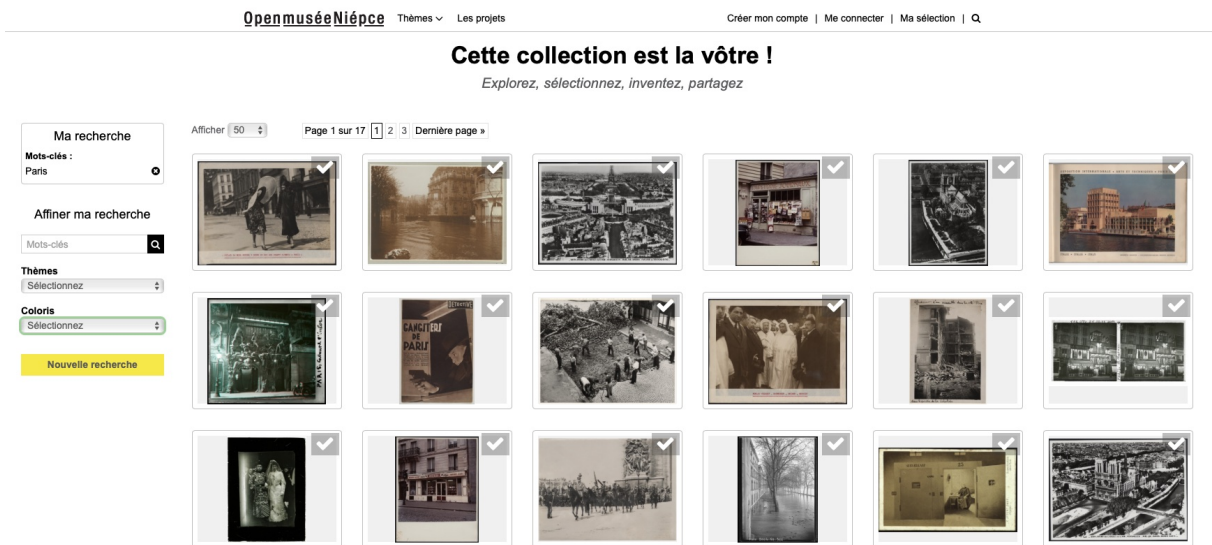 OpenmuséeNiépce Thèmes Les projets Créer mon compte | Me connecter | Ma sélection |
Cette collection est la vôtre !
Explorez, sélectionnez, inventez, partagez
Ma recherche
Mots-clés :
Paris
Affiner ma recherche
Mots-clés
Thèmes
Sélectionnez
Coloris
Sélectionnez
Nouvelle recherche
Afficher 50 Page 1 sur 17 1 2 3 Dernière page »
DÉTECTIVE
GANGSTERS
DE
PARIS